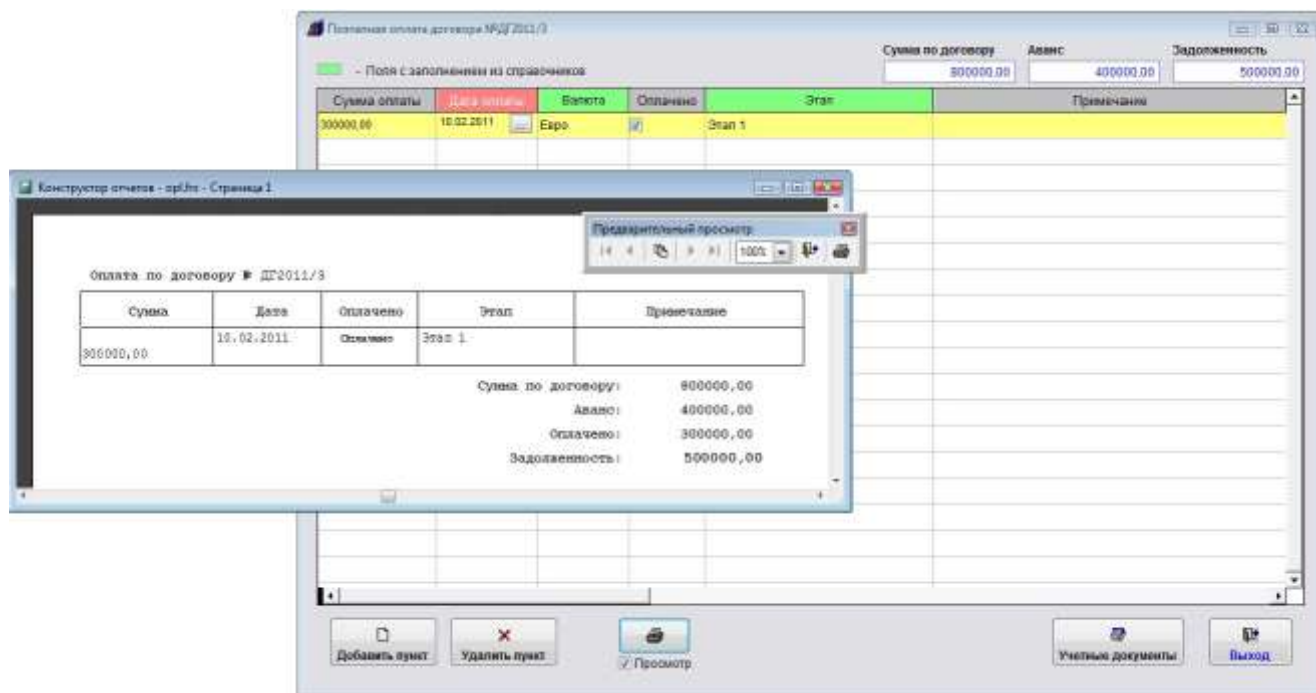 Поэтапная оплата договора №ДГ2011/3
Сумма по договору Аванс Задолженность
- Поля с заполнением из справочников 800000.00 400000.00 500000.00
Сумма оплаты Дата оплаты Валюта Оплачено Этап Примечание
300000,00 10.02.2011 ... Евро Этап 1
Конструктор отчетов - opl.frx - Страница 1
Предварительный просмотр
100%
Оплата по договору № ДГ2011/3
Сумма Дата Оплачено Этап Примечание
300000,00 10.02.2011 Оплачено Этап 1
Сумма по договору: 800000,00
Аванс: 400000,00
Оплачено: 300000,00
Задолженность: 500000,00
Добавить пункт Удалить пункт Просмотр Учетные документы Выход